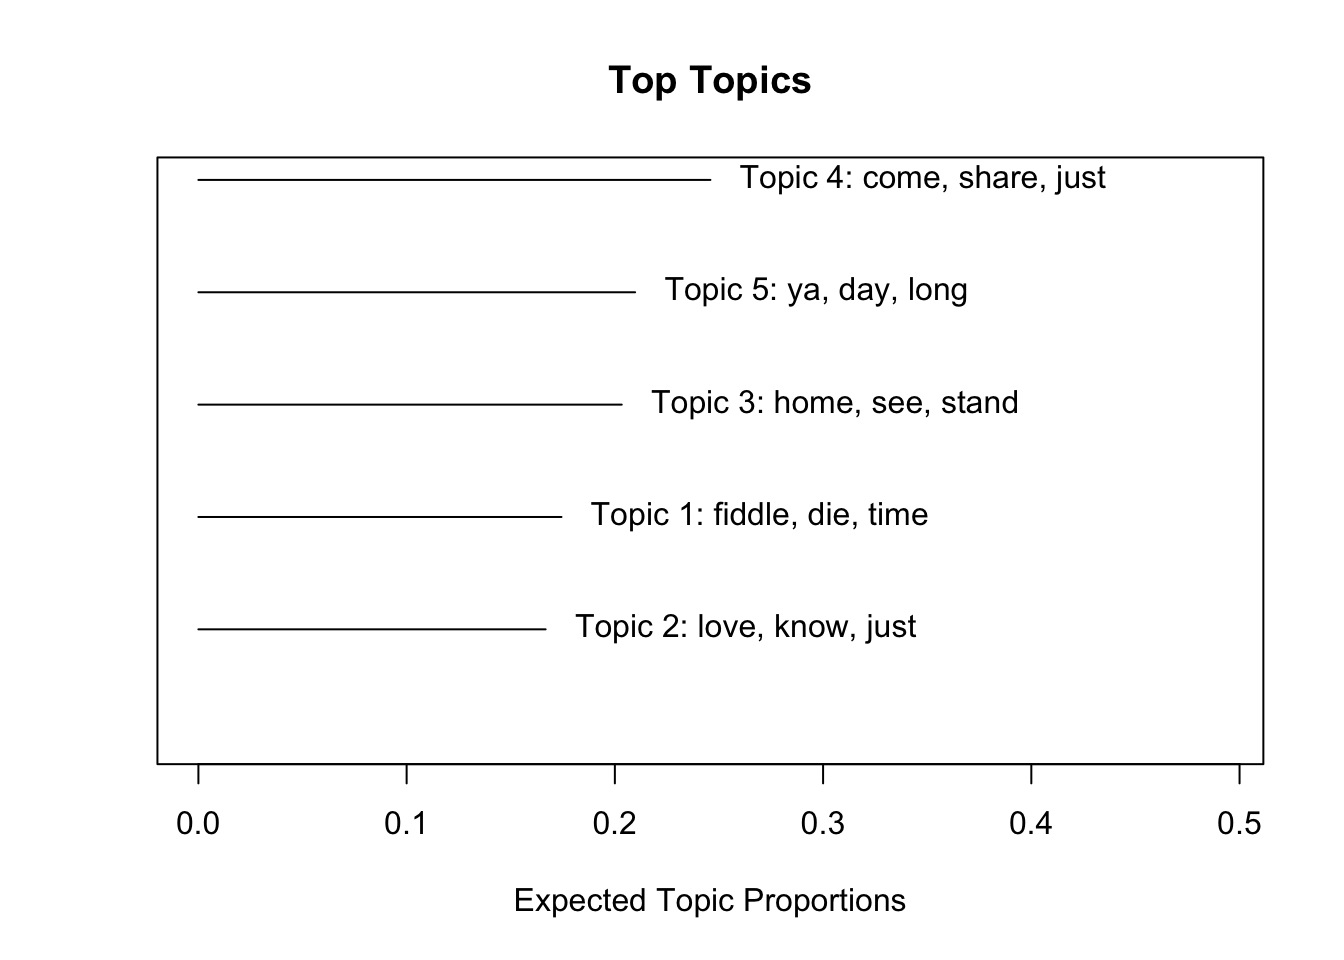 Top Topics
Topic 4: come, share, just
Topic 5: ya, day, long
Topic 3: home, see, stand
Topic 1: fiddle, die, time
Topic 2: love, know, just
0.0 0.1 0.2 0.3 0.4 0.5
Expected Topic Proportions